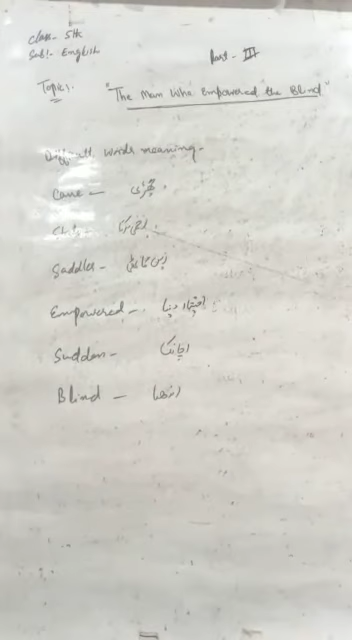 Class- 5th
Sub:- English
Part - III
Topic:- "The Man Who Empowered the Blind"
Difficult words meaning.
Cane - چھڑی.
Saddler - زین بنانے والا
Empowered - اختیار دینا
Sudden - اچانک
Blind - اندھا